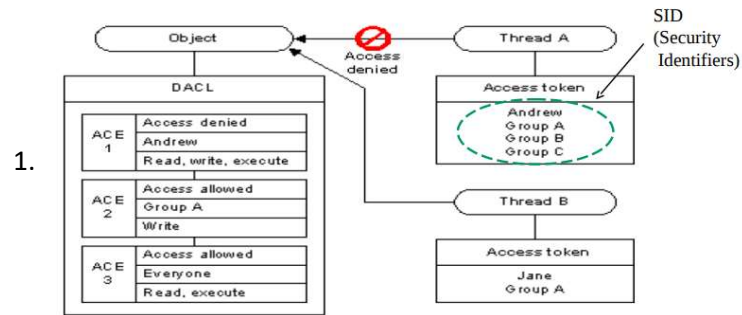 1.
Object
Access
denied
Thread A
SID
(Security
Identifiers)
DACL
ACE
1
Access denied
Andrew
Read, write, execute
ACE
2
Access allowed
Group A
Write
ACE
3
Access allowed
Everyone
Read, execute
Access token
Andrew
Group A
Group B
Group C
Thread B
Access token
Jane
Group A